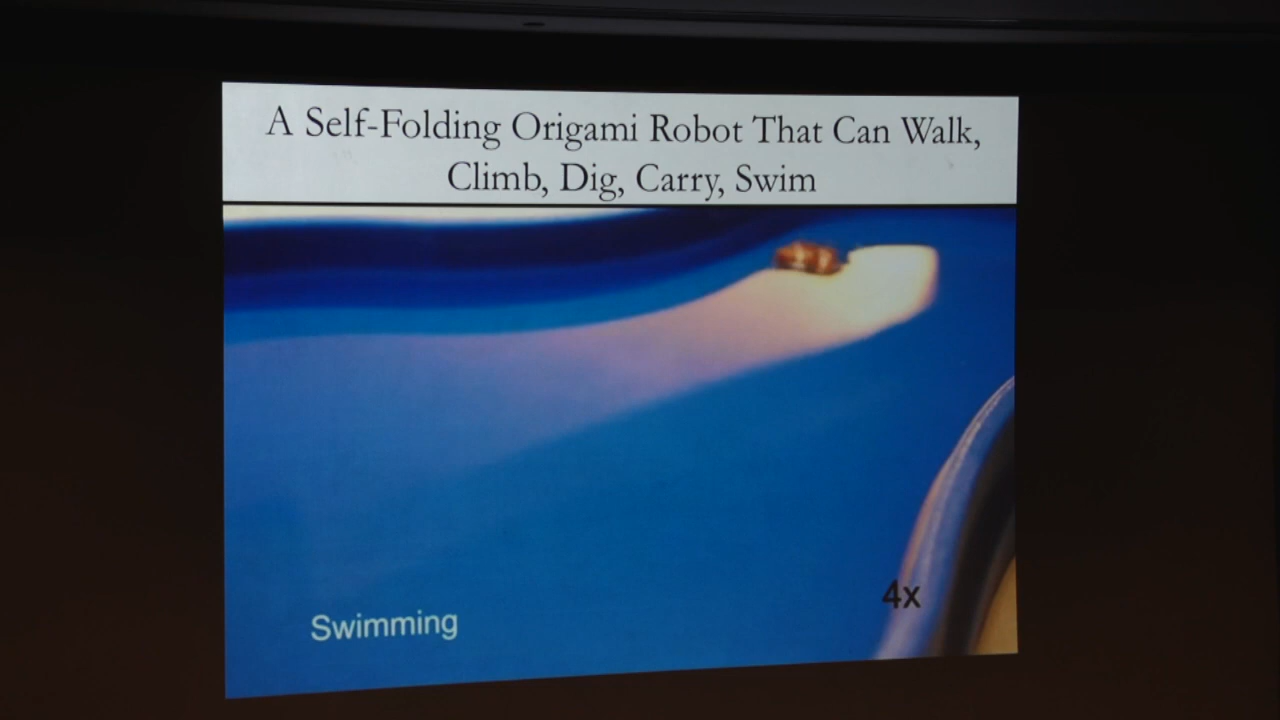 A Self-Folding Origami Robot That Can Walk,
Climb, Dig, Carry, Swim
4x
Swimming